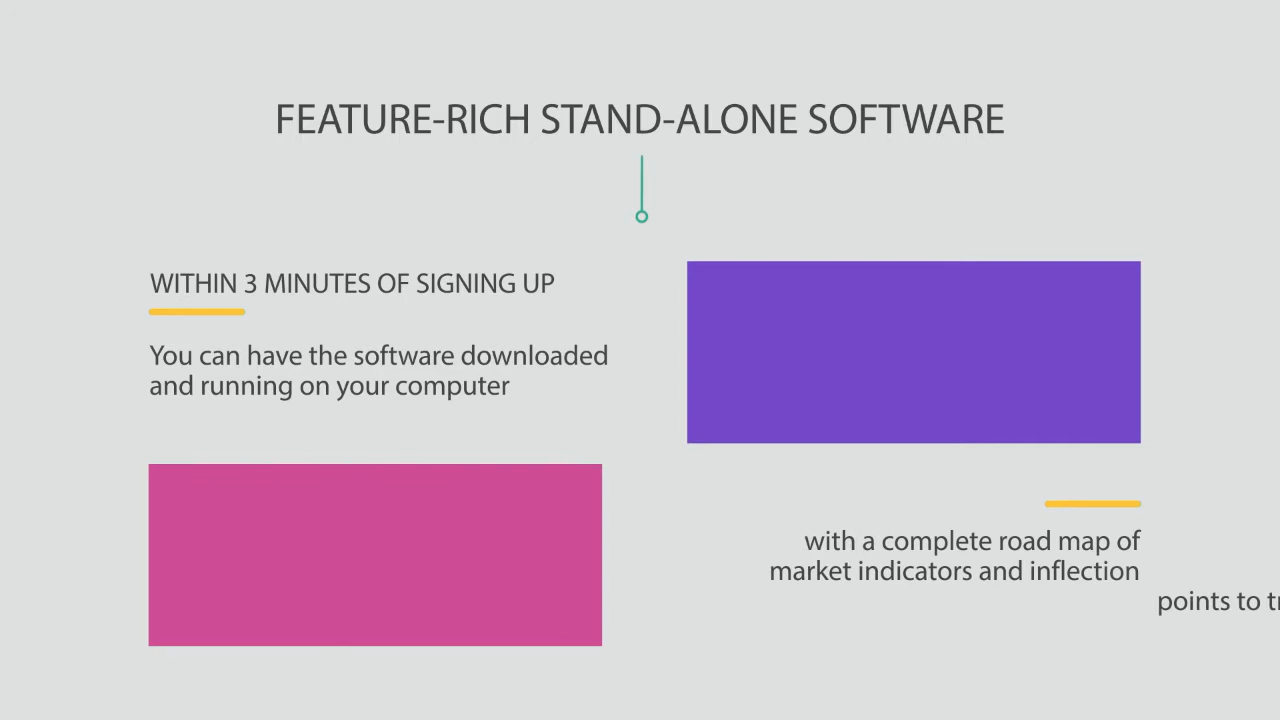 FEATURE-RICH STAND-ALONE SOFTWARE
WITHIN 3 MINUTES OF SIGNING UP
You can have the software downloaded
and running on your computer
with a complete road map of
market indicators and inflection
points to